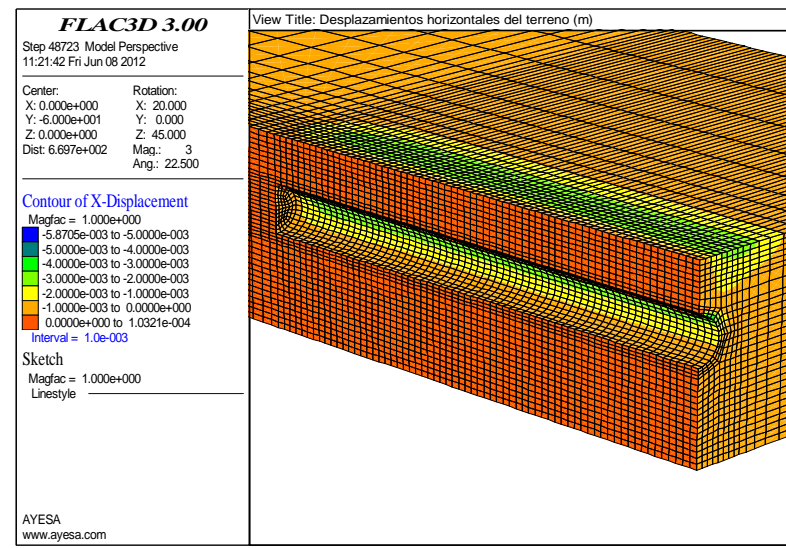 FLAC3D 3.00
Step 48723 Model Perspective
11:21:42 Fri Jun 08 2012
Center:
X: 0.000e+000
Y: -6.000e+001
Z: 0.000e+000
Dist: 6.697e+002
Rotation:
X: 20.000
Y: 0.000
Z: 45.000
Mag.: 3
Ang.: 22.500
Contour of X-Displacement
Magfac = 1.000e+000
-5.8705e-003 to -5.0000e-003
-5.0000e-003 to -4.0000e-003
-4.0000e-003 to -3.0000e-003
-3.0000e-003 to -2.0000e-003
-2.0000e-003 to -1.0000e-003
-1.0000e-003 to 0.0000e+000
0.0000e+000 to 1.0321e-004
Interval = 1.0e-003
Sketch
Magfac = 1.000e+000
Linestyle
AYESA
www.ayesa.com
View Title: Desplazamientos horizontales del terreno (m)